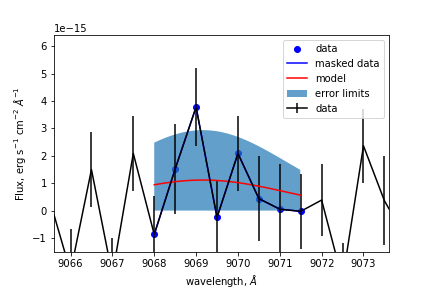 1e−15
6
5
4
3
2
1
0
−1
Flux, erg s⁻¹ cm⁻² Å⁻¹
data
masked data
model
error limits
data
9066 9067 9068 9069 9070 9071 9072 9073
wavelength, Å